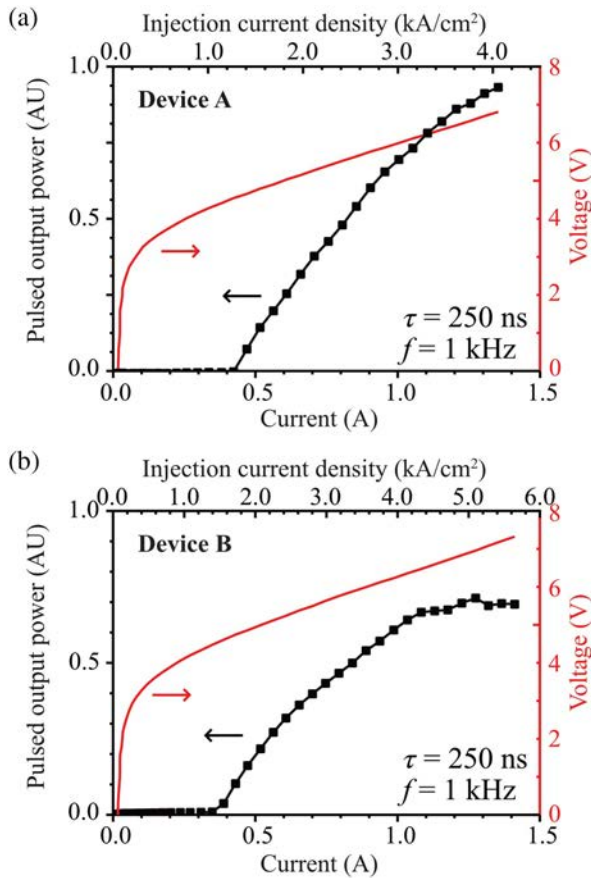 (a)
Injection current density (kA/cm²)
0.0 0.8 1.6 2.4 3.2 4.0
Pulsed output power (AU)
1.0
0.5
0.0
Device A
8
6
4
2
0
Voltage (V)
τ = 250 ns
f = 1 kHz
0.0 0.5 1.0 1.5
Current (A)
(b)
Injection current density (kA/cm²)
0.0 1.0 2.0 3.0 4.0 5.0 6.0
Pulsed output power (AU)
1.0
0.5
0.0
Device B
8
6
4
2
0
Voltage (V)
τ = 250 ns
f = 1 kHz
0.0 0.5 1.0 1.5
Current (A)